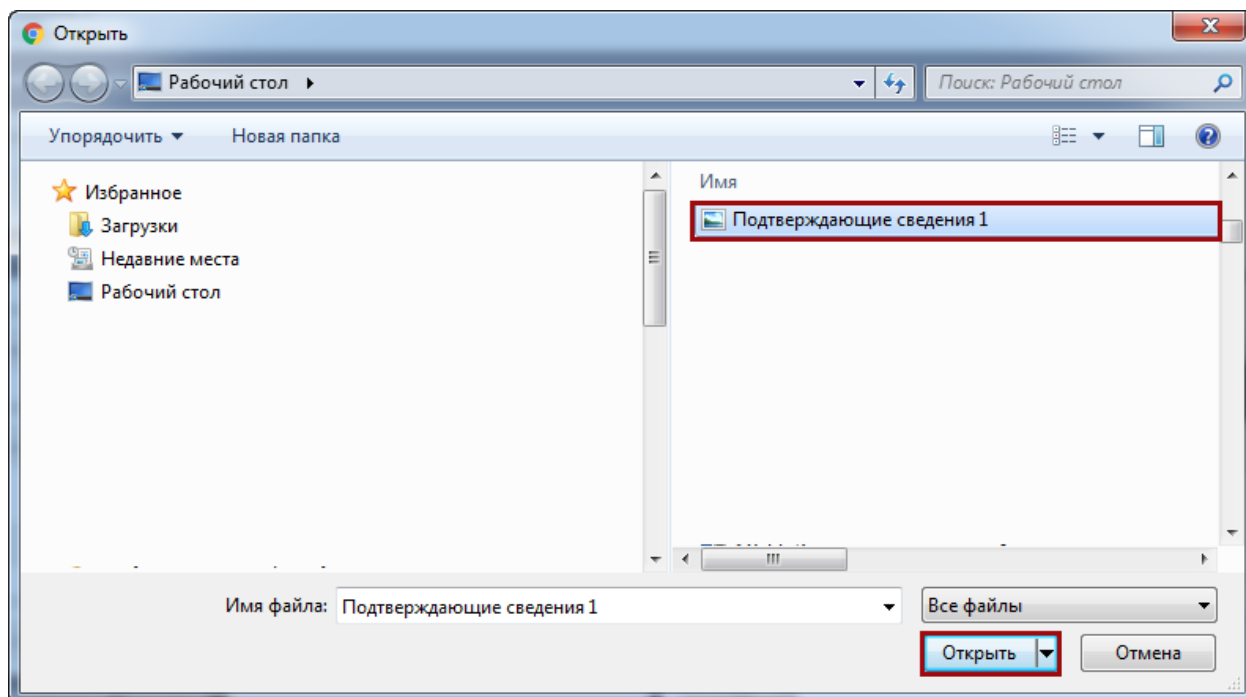 Открыть
Рабочий стол
Поиск: Рабочий стол
Упорядочить
Новая папка
Избранное
Загрузки
Недавние места
Рабочий стол
Имя
Подтверждающие сведения 1
Имя файла: Подтверждающие сведения 1
Все файлы
Открыть
Отмена